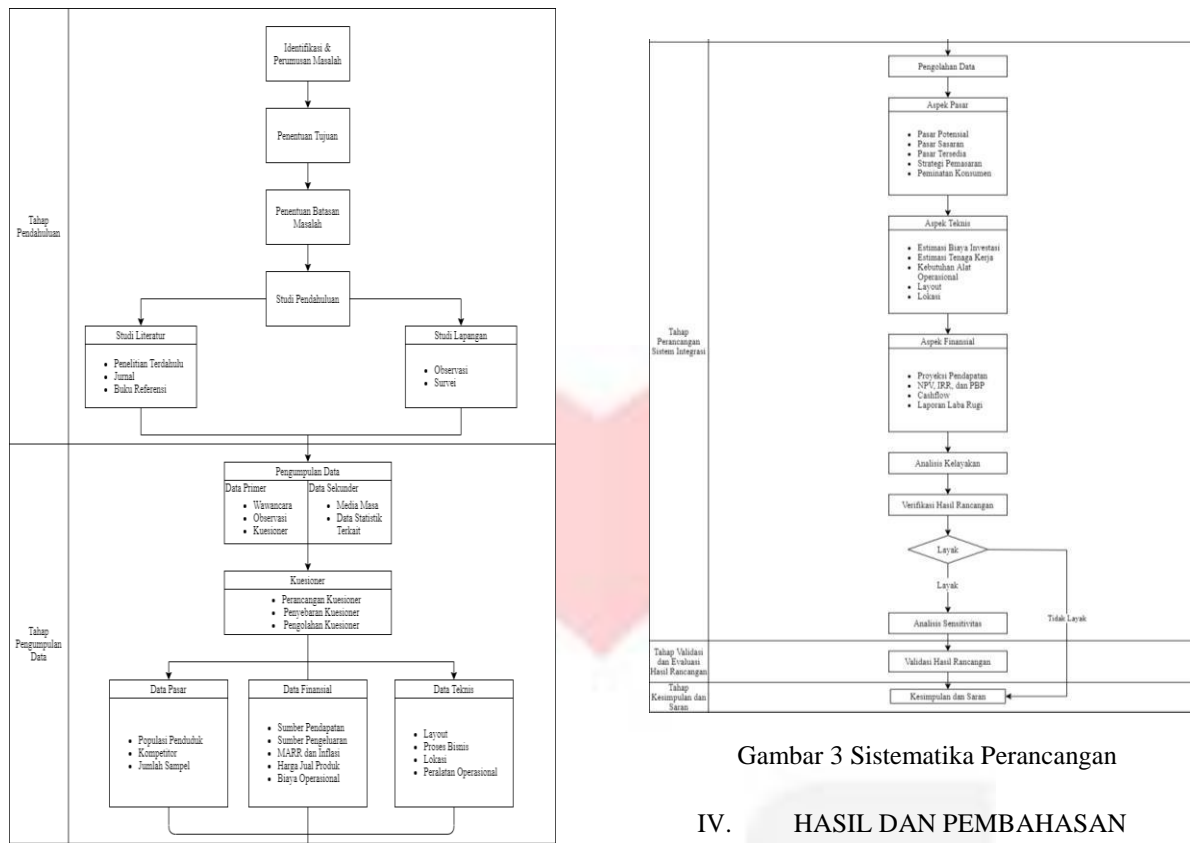 Tahap
Pendahuluan
Identifikasi &
Perumusan Masalah
Penentuan Tujuan
Penentuan Batasan
Masalah
Studi Pendahuluan
Studi Literatur
• Penelitian Terdahulu
• Jurnal
• Buku Referensi
Studi Lapangan
• Observasi
• Survei
Tahap
Pengumpulan
Data
Pengumpulan Data
Data Primer
• Wawancara
• Observasi
• Kuesioner
Data Sekunder
• Media Masa
• Data Statistik
Terkait
Kuesioner
• Perancangan Kuesioner
• Penyebaran Kuesioner
• Pengolahan Kuesioner
Data Pasar
• Populasi Penduduk
• Kompetitor
• Jumlah Sampel
Data Finansial
• Sumber Pendapatan
• Sumber Pengeluaran
• MARR dan Inflasi
• Harga Jual Produk
• Biaya Operasional
Data Teknis
• Layout
• Proses Bisnis
• Lokasi
• Peralatan Operasional
Tahap
Perancangan
Sistem Integrasi
Pengolahan Data
Aspek Pasar
• Pasar Potensial
• Pasar Sasaran
• Pasar Tersedia
• Strategi Pemasaran
• Peminatan Konsumen
Aspek Teknis
• Estimasi Biaya Investasi
• Estimasi Tenaga Kerja
• Kebutuhan Alat
Operasional
• Layout
• Lokasi
Aspek Finansial
• Proyeksi Pendapatan
• NPV, IRR, dan PBP
• Cashflow
• Laporan Laba Rugi
Analisis Kelayakan
Verifikasi Hasil Rancangan
Layak
Layak
Tidak Layak
Analisis Sensitivitas
Tahap Validasi
dan Evaluasi
Hasil Rancangan
Validasi Hasil Rancangan
Tahap
Kesimpulan dan
Saran
Kesimpulan dan Saran
Gambar 3 Sistematika Perancangan
IV. HASIL DAN PEMBAHASAN